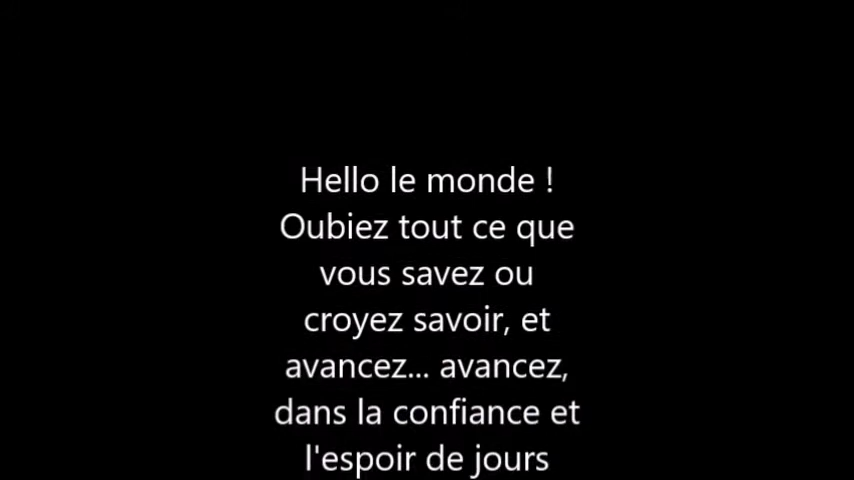 Hello le monde !
Oubiez tout ce que
vous savez ou
croyez savoir, et
avancez... avancez,
dans la confiance et
l'espoir de jours